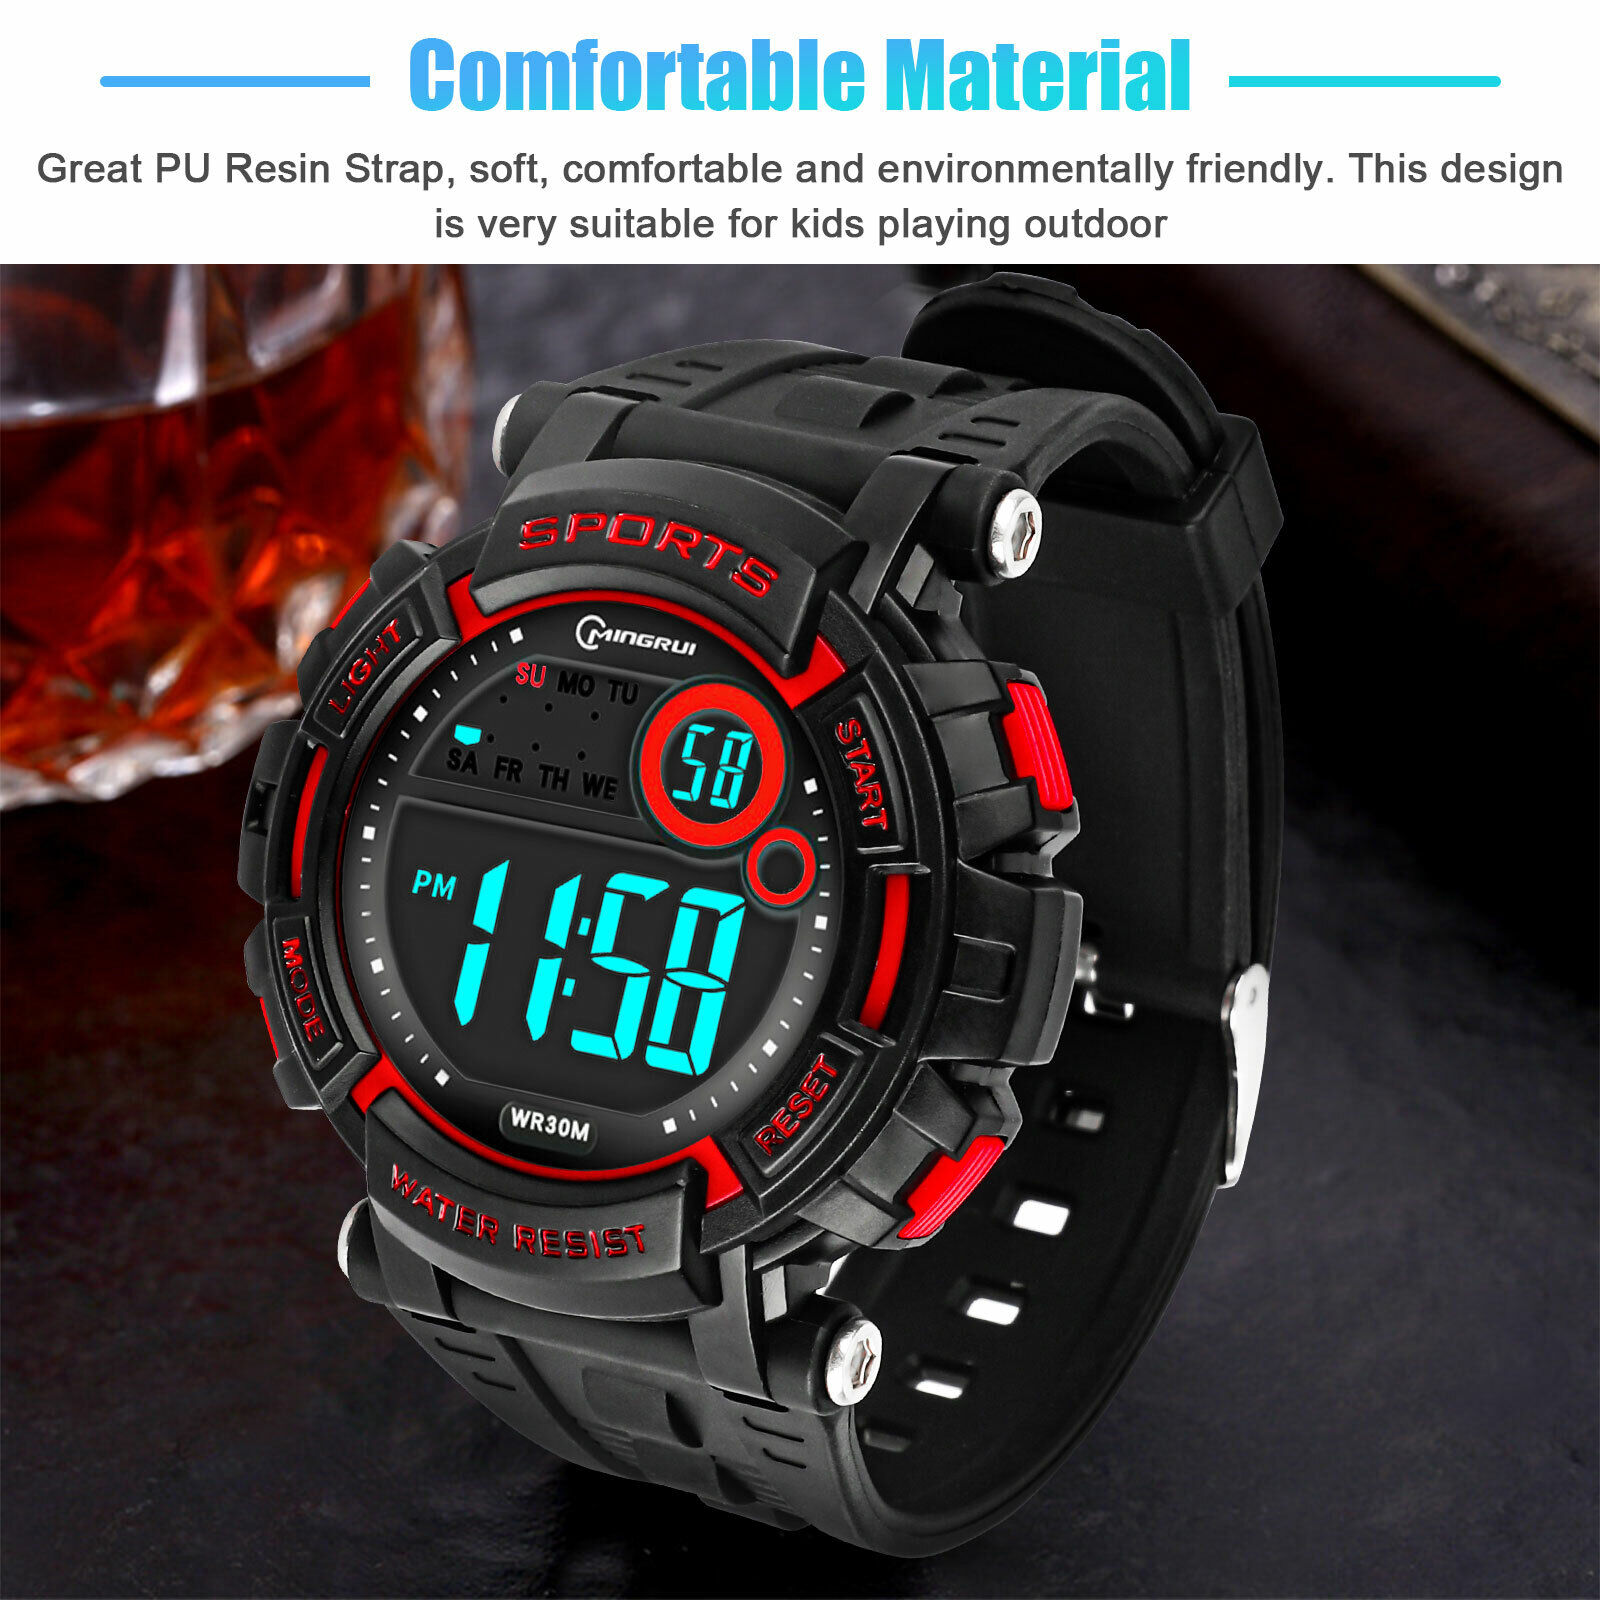 Comfortable Material
Great PU Resin Strap, soft, comfortable and environmentally friendly. This design
is very suitable for kids playing outdoor
SPORTS
MINGRUI
LIGHT
SU MO TU
58
START
SA FR TH WE
PM 11:58
MODE
WR30M
RESET
WATER RESIST